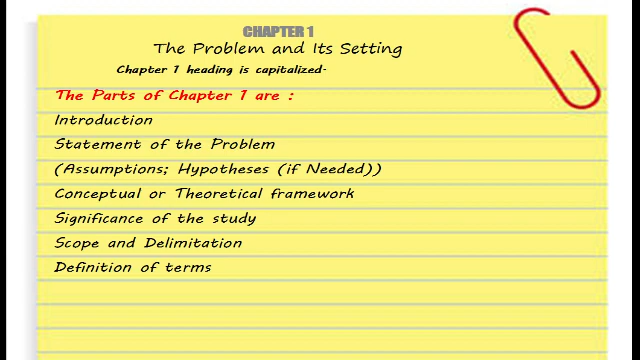 CHAPTER 1
The Problem and Its Setting
Chapter 1 heading is capitalized-
The Parts of Chapter 1 are :
Introduction
Statement of the Problem
(Assumptions; Hypotheses (if Needed))
Conceptual or Theoretical framework
Significance of the study
Scope and Delimitation
Definition of terms